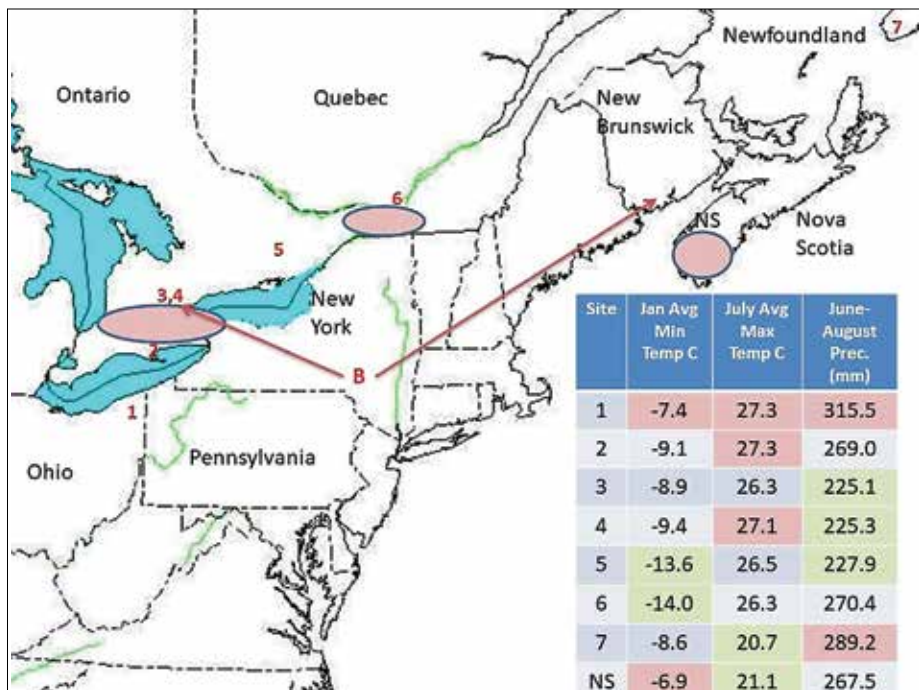 7
Newfoundland
Ontario
Quebec
New
Brunswick
6
NS
Nova
Scotia
5
3,4
New
York
2
B
1
Pennsylvania
Ohio
Site Jan Avg Min Temp C July Avg Max Temp C June-August Prec. (mm)
1 -7.4 27.3 315.5
2 -9.1 27.3 269.0
3 -8.9 26.3 225.1
4 -9.4 27.1 225.3
5 -13.6 26.5 227.9
6 -14.0 26.3 270.4
7 -8.6 20.7 289.2
NS -6.9 21.1 267.5